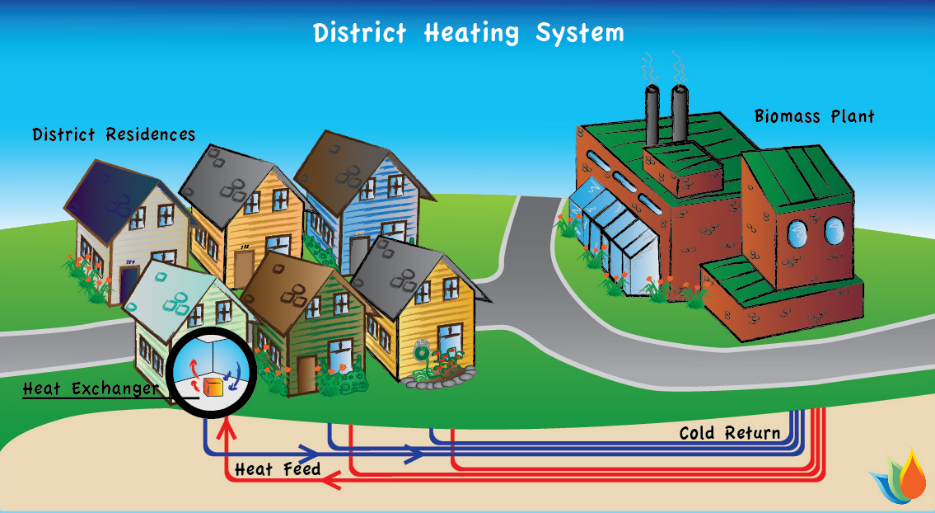 District Heating System
Biomass Plant
District Residences
Heat Exchanger
Cold Return
Heat Feed